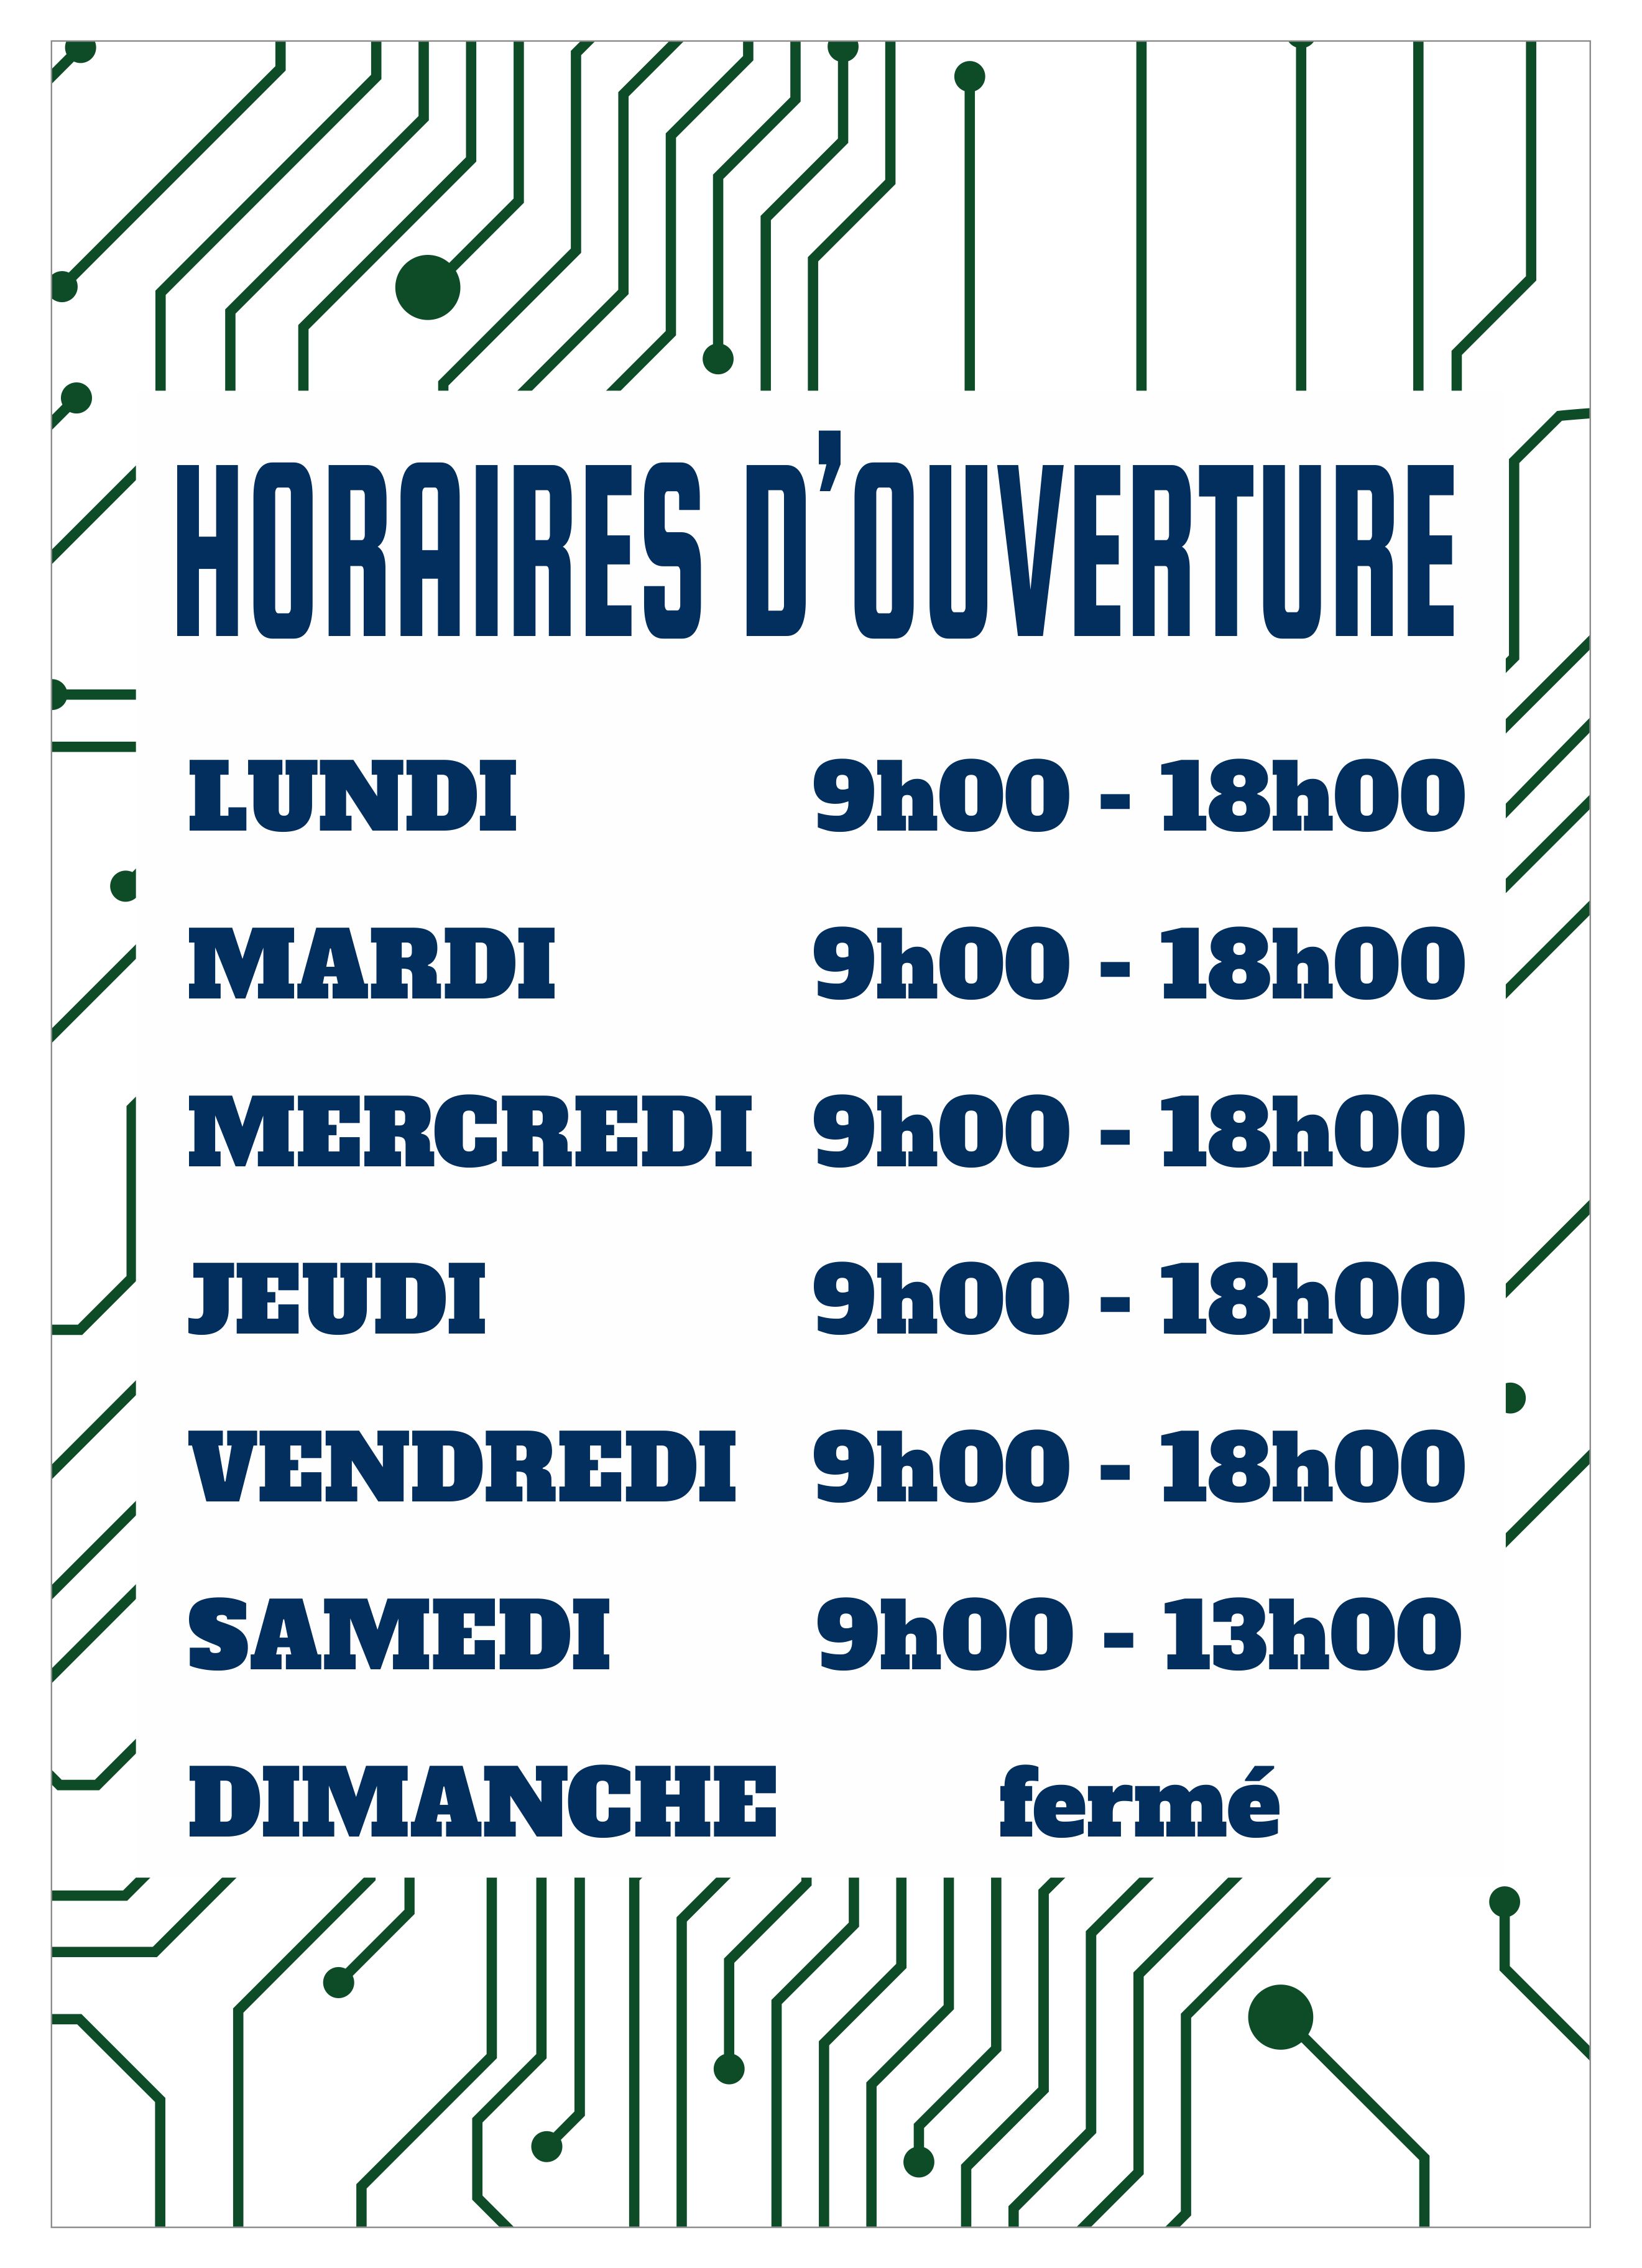 HORAIRES D'OUVERTURE
LUNDI 9h00 - 18h00
MARDI 9h00 - 18h00
MERCREDI 9h00 - 18h00
JEUDI 9h00 - 18h00
VENDREDI 9h00 - 18h00
SAMEDI 9h00 - 13h00
DIMANCHE fermé